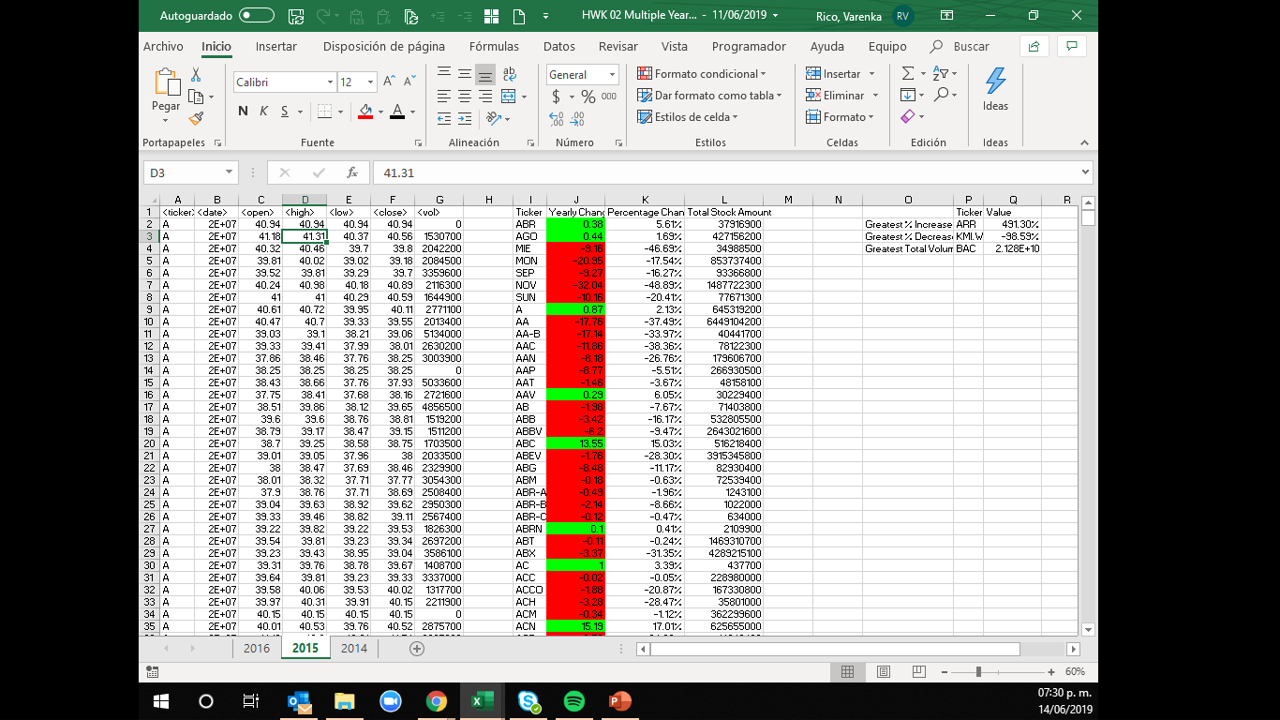 Autoguardado HWK 02 Multiple Year... - 11/06/2019 Rico, Varenka RV
Archivo Inicio Insertar Disposición de página Fórmulas Datos Revisar Vista Programador Ayuda Equipo Buscar
Calibri 12 General Formato condicional Insertar
Pegar N K S $ % 000 Dar formato como tabla Eliminar Ideas
Estilos de celda Formato
Portapapeles Fuente Alineación Número Estilos Celdas Edición Ideas
D3 fx 41.31
A B C D E F G H I J K L M N O P Q R
1 <ticker> <date> <open> <high> <low> <close> <vol> Ticker Yearly Chang Percentage Chan Total Stock Amount Ticker Value
2 A 2E+07 40.94 40.94 40.94 40.94 0 ABR 0.38 5.61% 37916900 Greatest % Increase ARR 491.30%
3 A 2E+07 41.18 41.31 40.37 40.56 1530700 AGO 0.44 1.69% 427156200 Greatest % Decreas KMI.W -98.59%
4 A 2E+07 40.32 40.46 39.7 39.8 2042200 MIE -9.16 -46.69% 34988500 Greatest Total Volum BAC 2.128E+10
5 A 2E+07 39.81 40.02 39.02 39.18 2084500 MON -20.95 -17.54% 853737400
6 A 2E+07 39.52 39.81 39.29 39.7 3359600 SEP -9.27 -16.27% 93366800
7 A 2E+07 40.24 40.98 40.18 40.89 2116300 NOV -32.04 -48.89% 1487722300
8 A 2E+07 41 41 40.29 40.59 1644900 SUN -10.16 -20.41% 77671300
9 A 2E+07 40.61 40.72 39.95 40.11 2771100 A 0.87 2.13% 645319200
10 A 2E+07 40.47 40.7 39.33 39.55 2013400 AA -17.76 -37.49% 6449104200
11 A 2E+07 39.03 39.1 38.21 39.06 5134000 AA-B -17.14 -33.97% 40441700
12 A 2E+07 39.33 39.41 37.99 38.01 2630200 AAC -11.86 -38.36% 78122300
13 A 2E+07 37.86 38.46 37.76 38.25 3003900 AAN -8.18 -26.76% 179606700
14 A 2E+07 38.25 38.25 38.25 38.25 0 AAP -8.77 -5.51% 266930500
15 A 2E+07 38.43 38.66 37.76 37.93 5033600 AAT -1.46 -3.67% 48158100
16 A 2E+07 37.75 38.41 37.68 38.16 2721600 AAV 0.29 6.05% 30229400
17 A 2E+07 38.51 39.86 38.12 39.65 4856500 AB -1.98 -7.67% 71403800
18 A 2E+07 39.6 39.6 38.76 38.81 1519200 ABB -3.42 -16.17% 532805500
19 A 2E+07 38.79 39.17 38.47 39.15 1511200 ABBV -6.2 -9.47% 2643021600
20 A 2E+07 38.7 39.25 38.58 38.75 1703500 ABC 13.55 15.03% 516218400
21 A 2E+07 39.01 39.05 37.96 38 2033500 ABEV -1.76 -28.30% 3915345800
22 A 2E+07 38 38.47 37.69 38.46 2329900 ABG -8.48 -11.17% 82930400
23 A 2E+07 38.01 38.32 37.71 37.77 3054300 ABM -0.18 -0.63% 72539400
24 A 2E+07 37.9 38.76 37.71 38.69 2508400 ABR-A -0.49 -1.96% 1243100
25 A 2E+07 39.04 39.63 38.92 39.62 2950300 ABR-B -2.14 -8.66% 1022000
26 A 2E+07 39.33 39.46 38.82 39.11 2567400 ABR-C -0.12 -0.47% 634000
27 A 2E+07 39.22 39.82 39.22 39.53 1826300 ABRN 0.1 0.41% 2109900
28 A 2E+07 39.54 39.81 39.23 39.34 2697200 ABT -0.11 -0.24% 1469310700
29 A 2E+07 39.23 39.43 38.95 39.04 3586100 ABX -3.37 -31.35% 4289215100
30 A 2E+07 39.31 39.76 38.78 39.67 1408700 AC 1 3.39% 437700
31 A 2E+07 39.64 39.81 39.23 39.33 3337000 ACC -0.02 -0.05% 228980000
32 A 2E+07 39.58 40.06 39.53 40.02 1317700 ACCO -1.88 -20.87% 167330800
33 A 2E+07 39.97 40.31 39.91 40.15 2211900 ACH -3.28 -28.47% 35801000
34 A 2E+07 40.15 40.15 40.15 40.15 0 ACM -0.34 -1.12% 362299600
35 A 2E+07 40.01 40.53 39.76 40.52 2875700 ACN 15.19 17.01% 625655000
2016 2015 2014
60%
07:30 p. m.
14/06/2019